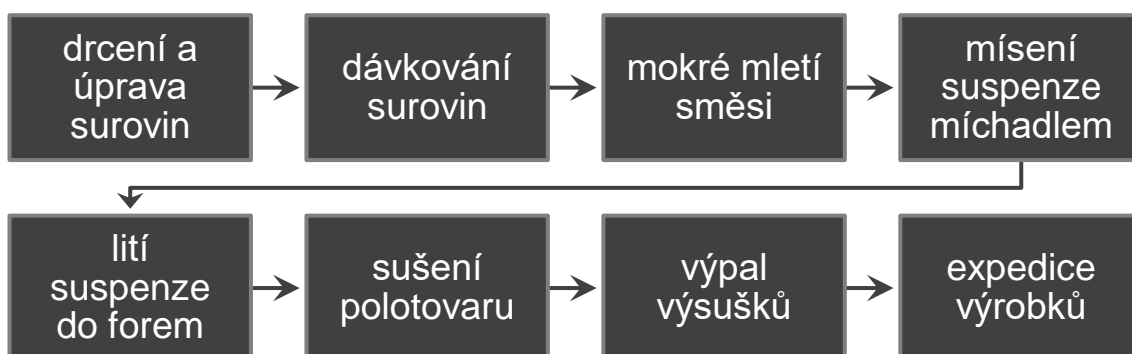 drcení a
úprava
surovin
dávkování
surovin
mokré mletí
směsi
mísení
suspenze
míchadlem
lití
suspenze
do forem
sušení
polotovaru
výpal
výsušků
expedice
výrobků